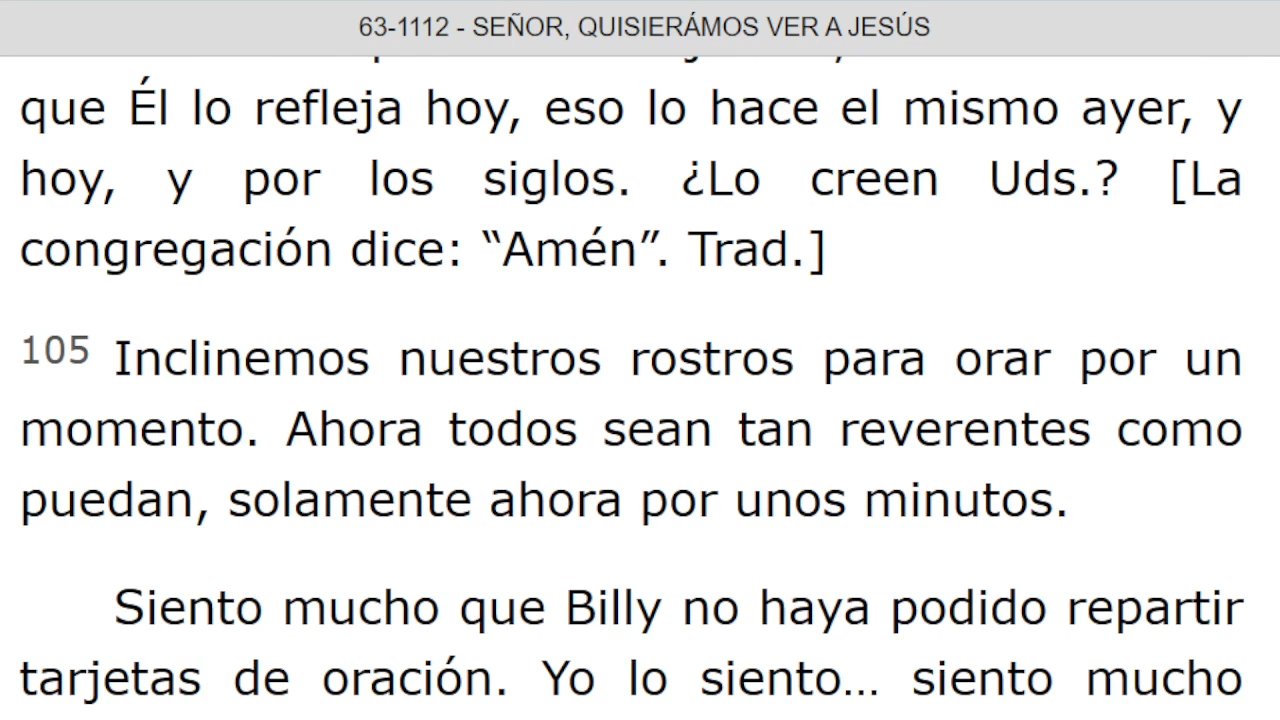 63-1112 - SEÑOR, QUISIERÁMOS VER A JESÚS
que Él lo refleja hoy, eso lo hace el mismo ayer, y
hoy, y por los siglos. ¿Lo creen Uds.? [La
congregación dice: “Amén”. Trad.]
105 Inclinemos nuestros rostros para orar por un
momento. Ahora todos sean tan reverentes como
puedan, solamente ahora por unos minutos.
Siento mucho que Billy no haya podido repartir
tarjetas de oración. Yo lo siento… siento mucho